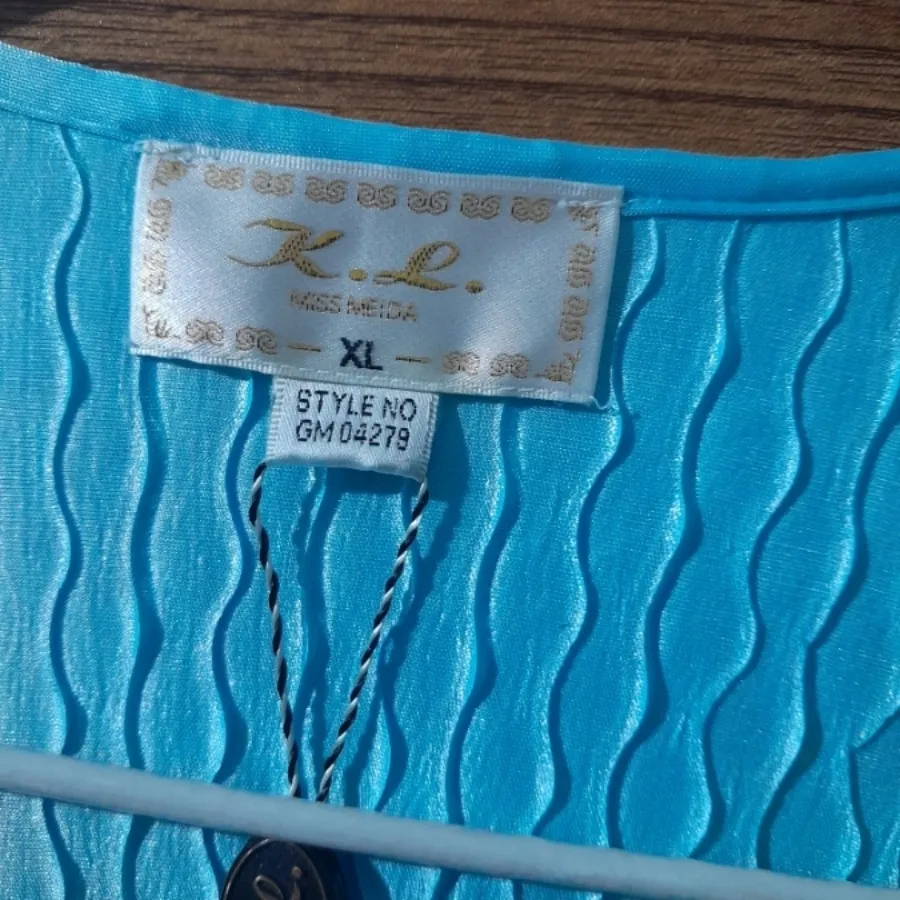 K.L.
MISS MEIDA
XL
STYLE NO
GM 04279